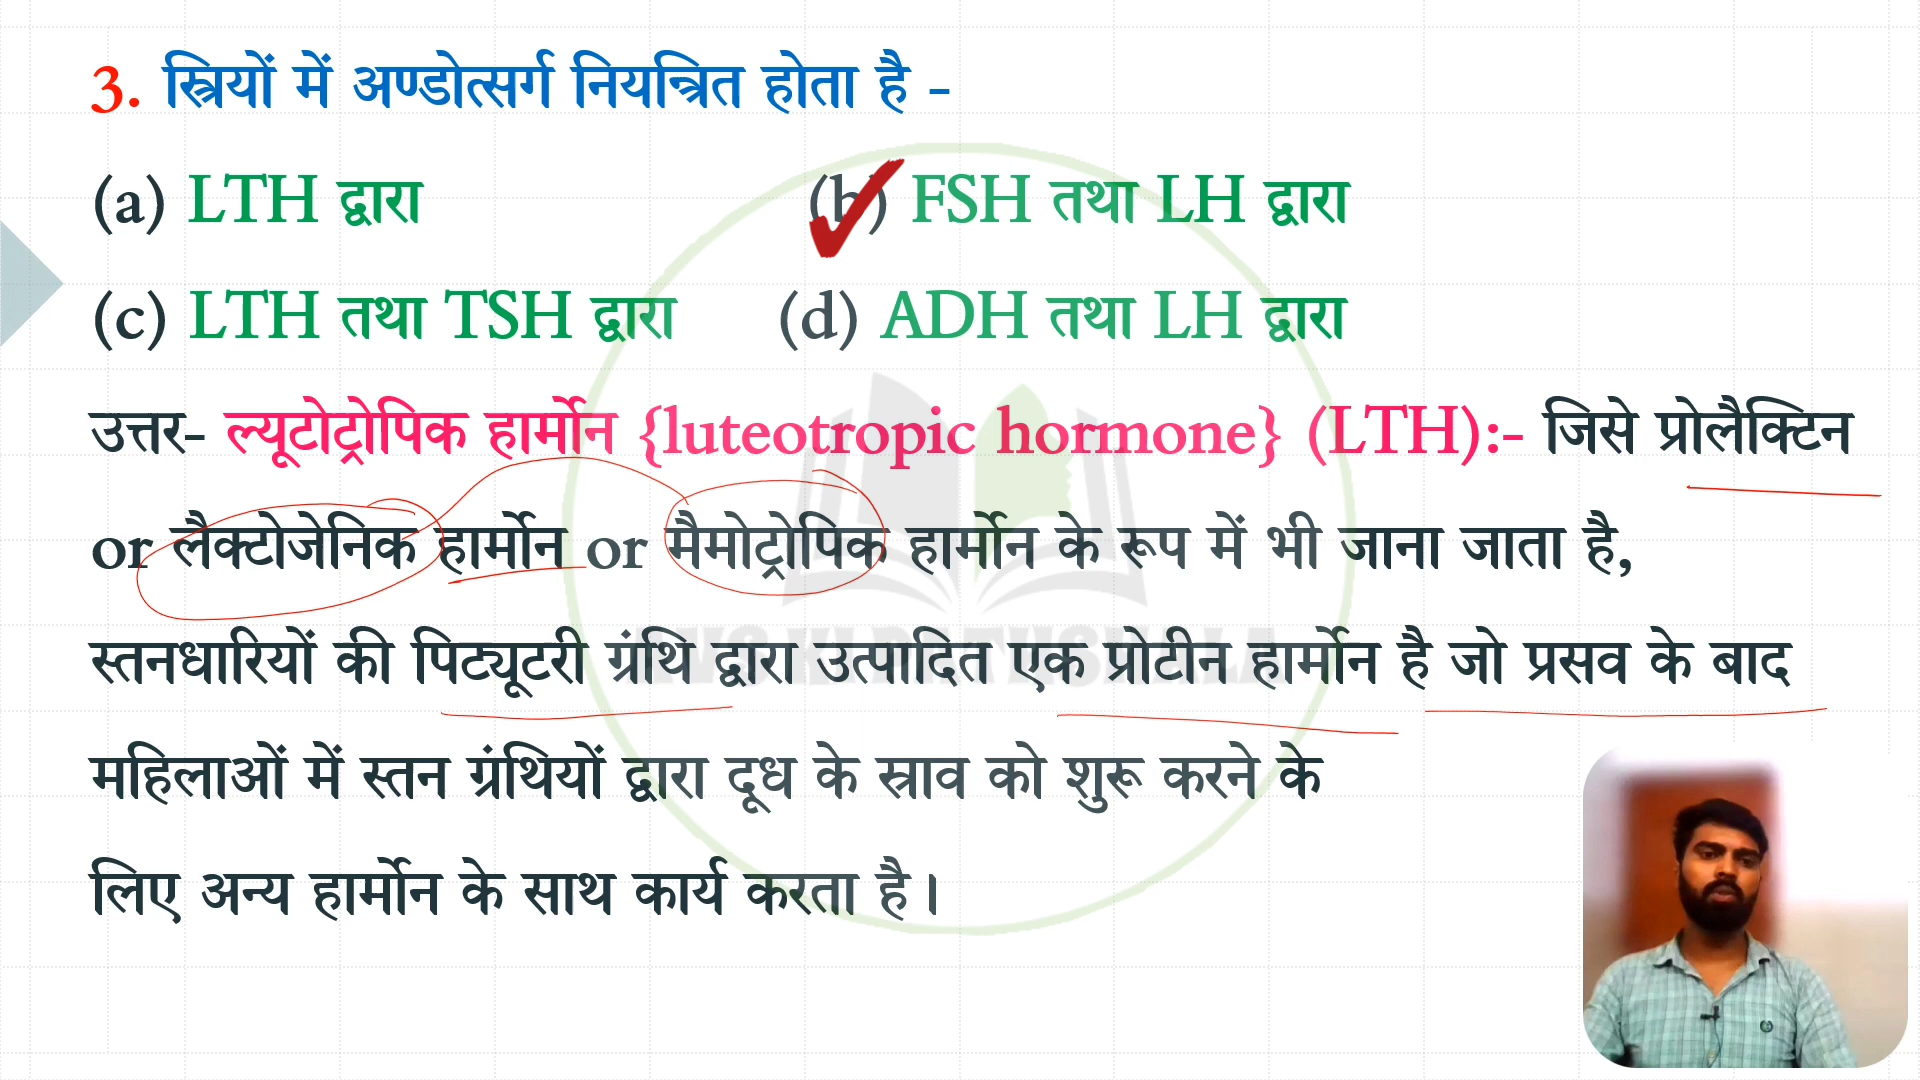 3. स्त्रियों में अण्डोत्सर्ग नियन्त्रित होता है -
(a) LTH द्वारा (b) FSH तथा LH द्वारा
(c) LTH तथा TSH द्वारा (d) ADH तथा LH द्वारा
उत्तर- ल्यूटोट्रोपिक हार्मोन {luteotropic hormone} (LTH):- जिसे प्रोलैक्टिन
or लैक्टोजेनिक हार्मोन or मैमोट्रोपिक हार्मोन के रूप में भी जाना जाता है,
स्तनधारियों की पिट्यूटरी ग्रंथि द्वारा उत्पादित एक प्रोटीन हार्मोन है जो प्रसव के बाद
महिलाओं में स्तन ग्रंथियों द्वारा दूध के स्राव को शुरू करने के
लिए अन्य हार्मोन के साथ कार्य करता है।